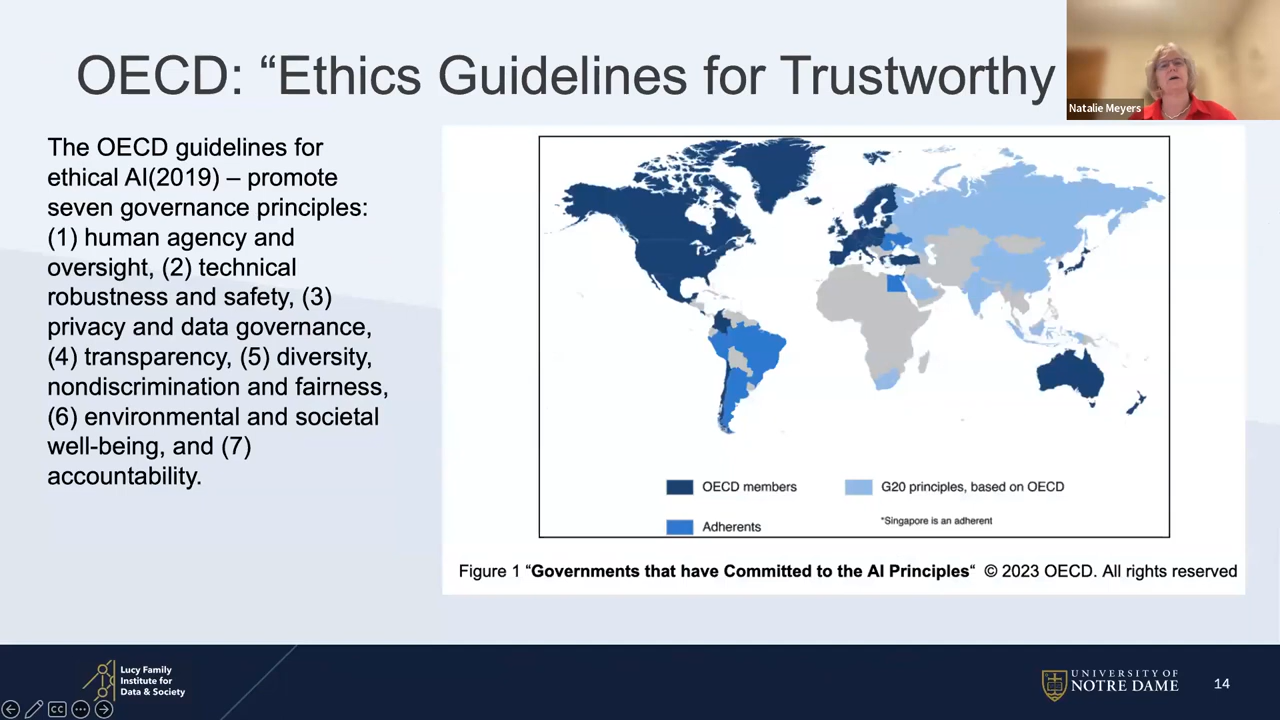 OECD: “Ethics Guidelines for Trustworthy
Natalie Meyers
The OECD guidelines for
ethical AI(2019) – promote
seven governance principles:
(1) human agency and
oversight, (2) technical
robustness and safety, (3)
privacy and data governance,
(4) transparency, (5) diversity,
nondiscrimination and fairness,
(6) environmental and societal
well-being, and (7)
accountability.
OECD members
G20 principles, based on OECD
Adherents
*Singapore is an adherent
Figure 1 “Governments that have Committed to the AI Principles“ © 2023 OECD. All rights reserved
Lucy Family
Institute for
Data & Society
UNIVERSITY OF
NOTRE DAME
14
CC